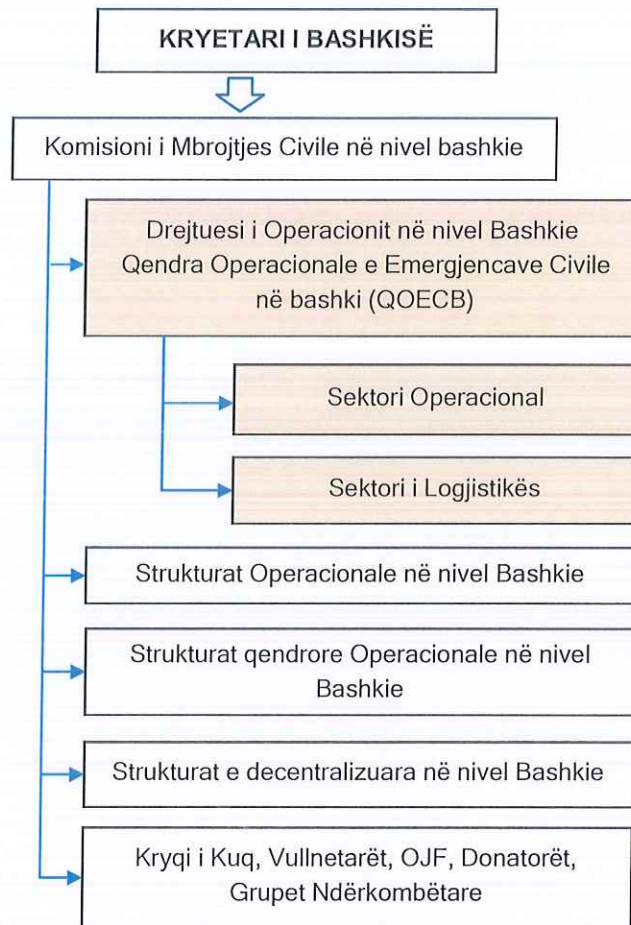 KRYETARI I BASHKISË
Komisioni i Mbrojtjes Civile në nivel bashkie
Drejtuesi i Operacionit në nivel Bashkie
Qendra Operacionale e Emergjencave Civile
në bashki (QOECB)
Sektori Operacional
Sektori i Logjistikës
Strukturat Operacionale në nivel Bashkie
Strukturat qendrore Operacionale në nivel
Bashkie
Strukturat e decentralizuara në nivel Bashkie
Kryqi i Kuq, Vullnetarët, OJF, Donatorët,
Grupet Ndërkombëtare